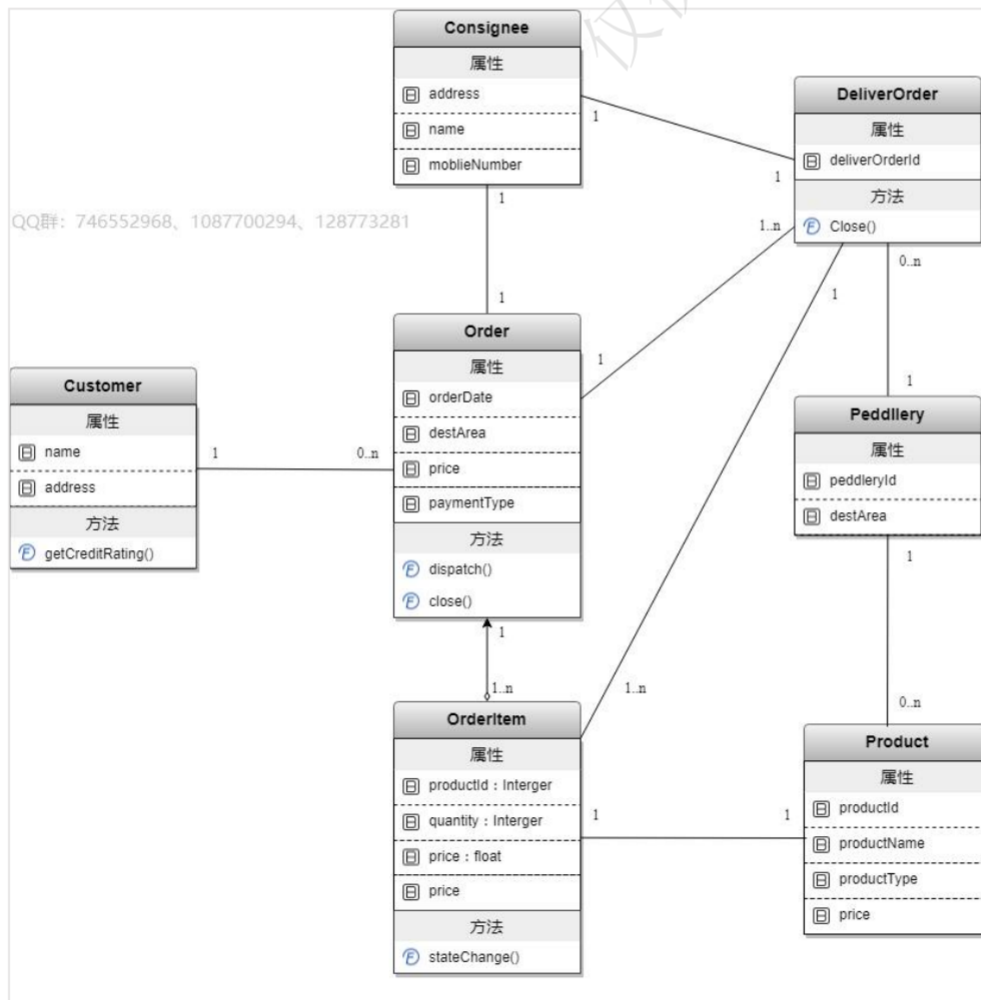 仅
Consignee
属性
address
name
moblieNumber
1
1
DeliverOrder
属性
deliverOrderId
方法
Close()
1
1..n
1
0..n
QQ群：746552968、1087700294、128773281
1
Order
属性
orderDate
destArea
price
paymentType
方法
dispatch()
close()
1
1
Customer
属性
name
address
方法
getCreditRating()
1
0..n
1
Peddllery
属性
peddleryId
destArea
1
1..n
1..n
0..n
OrderItem
属性
productId：Interger
quantity：Interger
price：float
price
方法
stateChange()
1
1
Product
属性
productId
productName
productType
price